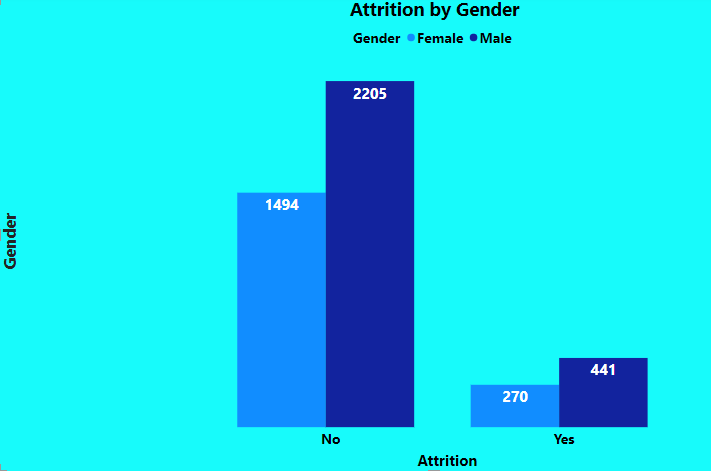 Attrition by Gender
Gender Female Male
2205
1494
441
270
Gender
No Yes
Attrition